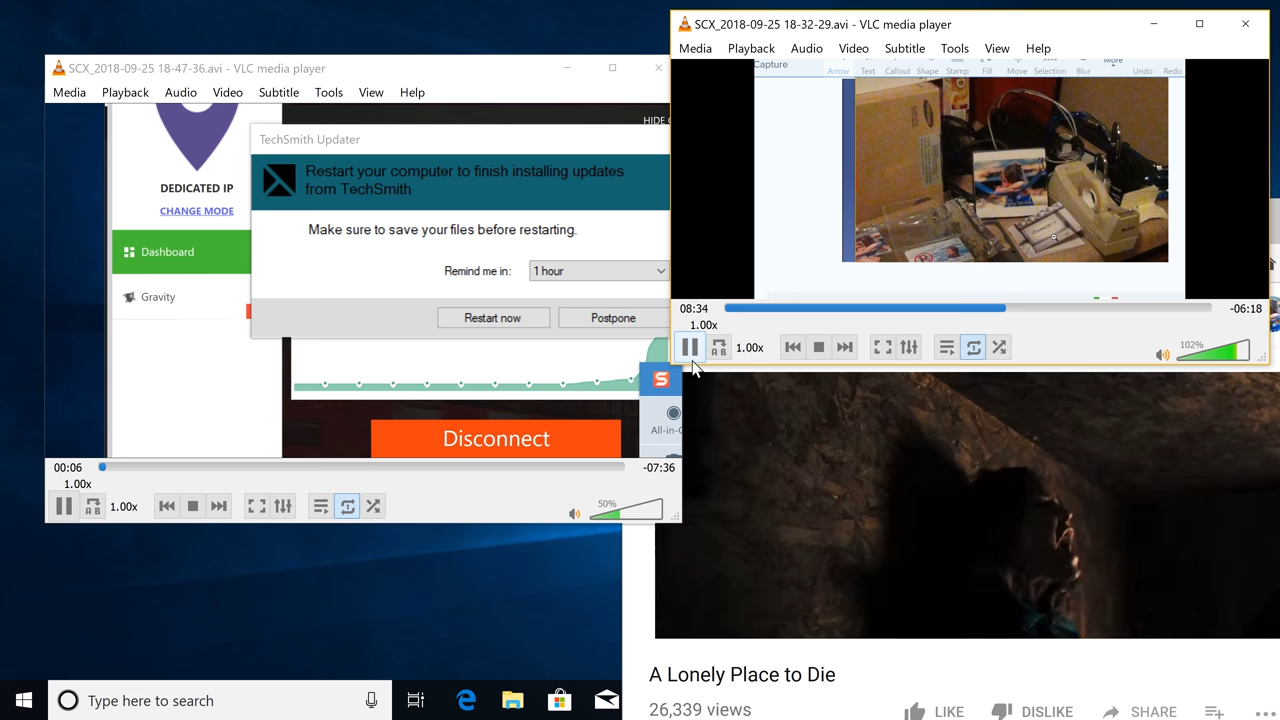 SCX_2018-09-25 18-32-29.avi - VLC media player
Media Playback Audio Video Subtitle Tools View Help
Capture
Arrow Text Callout Shape Stamp Fill Move Selection Blur More Undo Redo
08:34 -06:18
1.00x
1.00x
102%
SCX_2018-09-25 18-47-36.avi - VLC media player
Media Playback Audio Video Subtitle Tools View Help
HIDE
DEDICATED IP
CHANGE MODE
Dashboard
Gravity
TechSmith Updater
Restart your computer to finish installing updates
from TechSmith
Make sure to save your files before restarting.
Remind me in: 1 hour
Restart now Postpone
All-in-
Disconnect
00:06 -07:36
1.00x
1.00x
50%
A Lonely Place to Die
26,339 views
LIKE DISLIKE SHARE
Type here to search